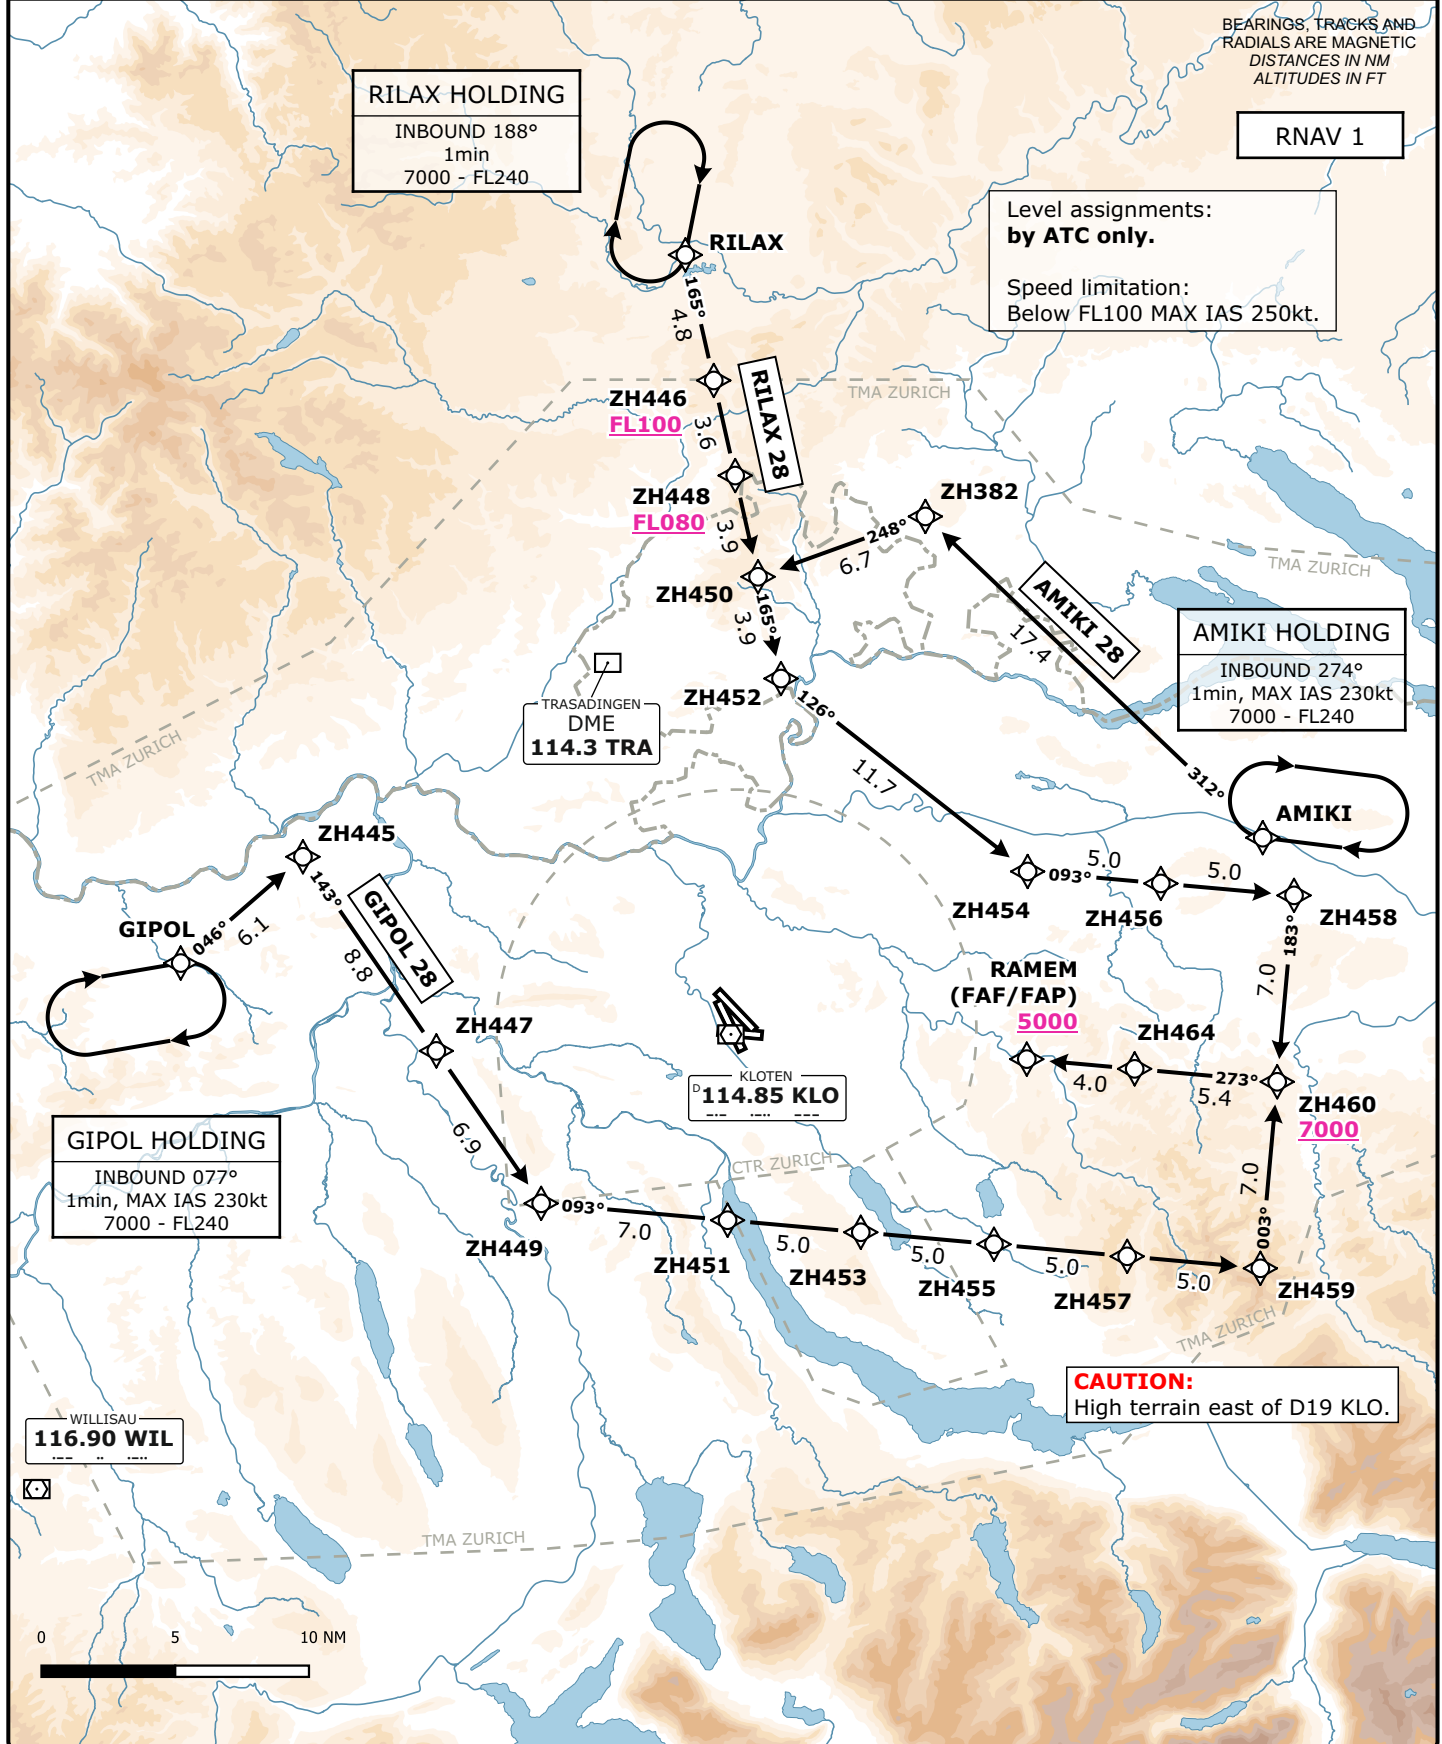 BEARINGS, TRACKS AND
RADIALS ARE MAGNETIC
DISTANCES IN NM
ALTITUDES IN FT
RNAV 1
RILAX HOLDING
INBOUND 188°
1min
7000 - FL240
Level assignments:
by ATC only.
Speed limitation:
Below FL100 MAX IAS 250kt.
RILAX
165°
4.8
ZH446
FL100
3.6
RILAX 28
TMA ZURICH
ZH448
FL080
3.9
ZH382
248°
6.7
ZH450
165°
3.9
TMA ZURICH
AMIKI 28
17.4
312°
AMIKI HOLDING
INBOUND 274°
1min, MAX IAS 230kt
7000 - FL240
ZH452
126°
11.7
TRASADINGEN
DME
114.3 TRA
TMA ZURICH
AMIKI
ZH445
143°
GIPOL 28
8.8
GIPOL
046°
6.1
ZH454
093°
5.0
ZH456
5.0
ZH458
183°
7.0
RAMEM
(FAF/FAP)
5000
ZH464
4.0
273°
5.4
ZH460
7000
ZH447
6.9
KLOTEN
D 114.85 KLO
GIPOL HOLDING
INBOUND 077°
1min, MAX IAS 230kt
7000 - FL240
CTR ZURICH
7.0
003°
ZH449
093°
7.0
ZH451
5.0
ZH453
5.0
ZH455
5.0
ZH457
5.0
ZH459
TMA ZURICH
CAUTION:
High terrain east of D19 KLO.
WILLISAU
116.90 WIL
TMA ZURICH
0 5 10 NM